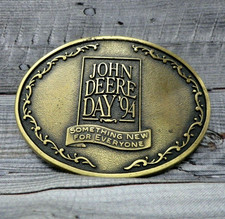 JOHN
DEERE
DAY '94
SOMETHING NEW
FOR EVERYONE